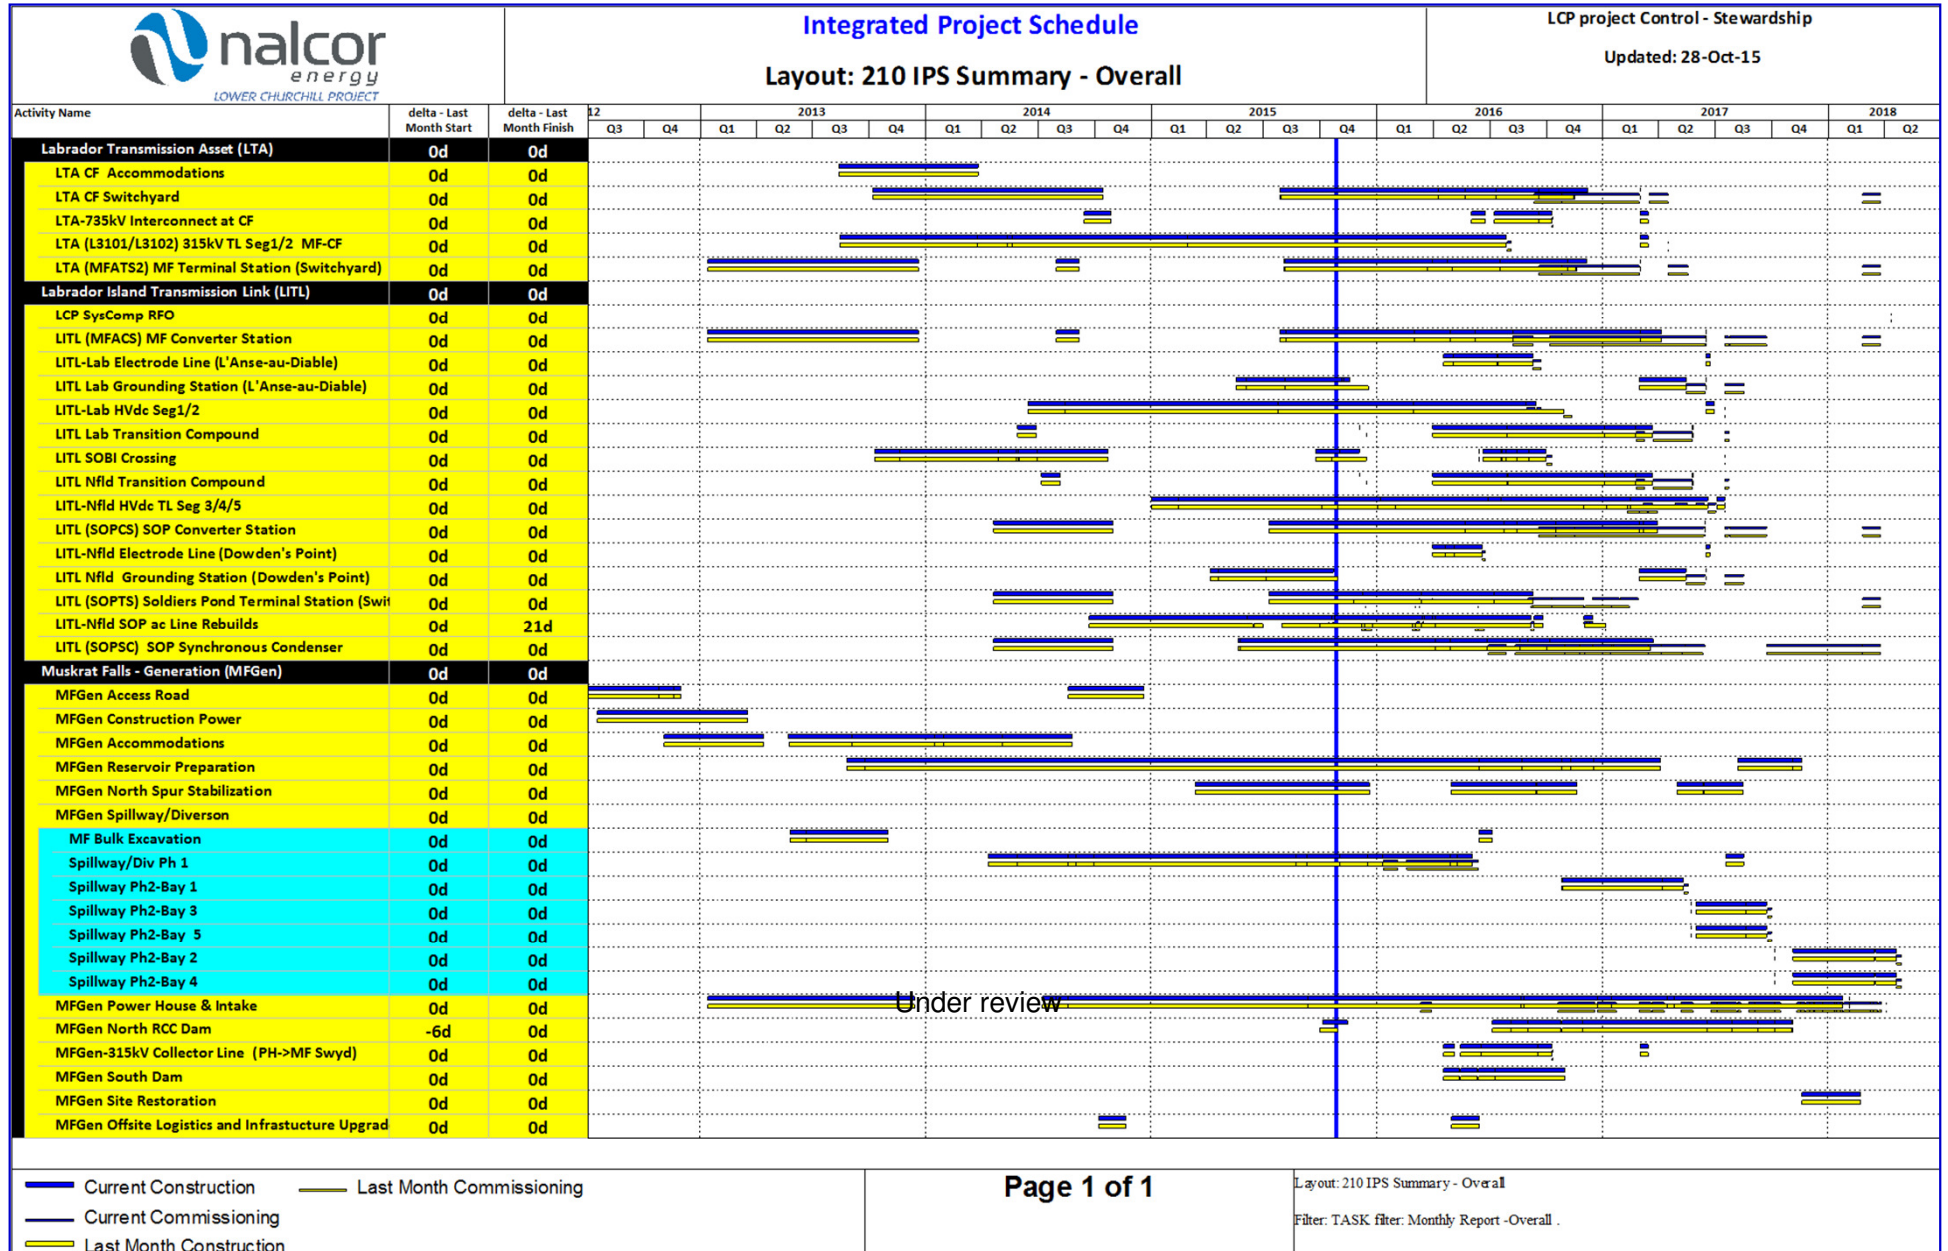 nalcor
energy
LOWER CHURCHILL PROJECT
Integrated Project Schedule
Layout: 210 IPS Summary - Overall
LCP project Control - Stewardship
Updated: 28-Oct-15
Activity Name delta - Last Month Start delta - Last Month Finish
12 2013 2014 2015 2016 2017 2018
Q3 Q4 Q1 Q2 Q3 Q4 Q1 Q2 Q3 Q4 Q1 Q2 Q3 Q4 Q1 Q2 Q3 Q4 Q1 Q2 Q3 Q4 Q1 Q2
Labrador Transmission Asset (LTA) 0d 0d
LTA CF Accommodations 0d 0d
LTA CF Switchyard 0d 0d
LTA-735kV Interconnect at CF 0d 0d
LTA (L3101/L3102) 315kV TL Seg1/2 MF-CF 0d 0d
LTA (MFATS2) MF Terminal Station (Switchyard) 0d 0d
Labrador Island Transmission Link (LITL) 0d 0d
LCP SysComp RFO 0d 0d
LITL (MFACS) MF Converter Station 0d 0d
LITL-Lab Electrode Line (L'Anse-au-Diable) 0d 0d
LITL Lab Grounding Station (L'Anse-au-Diable) 0d 0d
LITL-Lab HVdc Seg1/2 0d 0d
LITL Lab Transition Compound 0d 0d
LITL SOBI Crossing 0d 0d
LITL Nfld Transition Compound 0d 0d
LITL-Nfld HVdc TL Seg 3/4/5 0d 0d
LITL (SOPCS) SOP Converter Station 0d 0d
LITL-Nfld Electrode Line (Dowden's Point) 0d 0d
LITL Nfld Grounding Station (Dowden's Point) 0d 0d
LITL (SOPTS) Soldiers Pond Terminal Station (Swit 0d 0d
LITL-Nfld SOP ac Line Rebuilds 0d 21d
LITL (SOPSC) SOP Synchronous Condenser 0d 0d
Muskrat Falls - Generation (MFGen) 0d 0d
MFGen Access Road 0d 0d
MFGen Construction Power 0d 0d
MFGen Accommodations 0d 0d
MFGen Reservoir Preparation 0d 0d
MFGen North Spur Stabilization 0d 0d
MFGen Spillway/Diverson 0d 0d
MF Bulk Excavation 0d 0d
Spillway/Div Ph 1 0d 0d
Spillway Ph2-Bay 1 0d 0d
Spillway Ph2-Bay 3 0d 0d
Spillway Ph2-Bay 5 0d 0d
Spillway Ph2-Bay 2 0d 0d
Spillway Ph2-Bay 4 0d 0d
MFGen Power House & Intake 0d 0d Under review
MFGen North RCC Dam -6d 0d
MFGen-315kV Collector Line (PH->MF Swyd) 0d 0d
MFGen South Dam 0d 0d
MFGen Site Restoration 0d 0d
MFGen Offsite Logistics and Infrastucture Upgrad 0d 0d
Current Construction Last Month Commissioning
Current Commissioning
Last Month Construction
Page 1 of 1
Layout: 210 IPS Summary - Overall
Filter: TASK filter: Monthly Report -Overall .